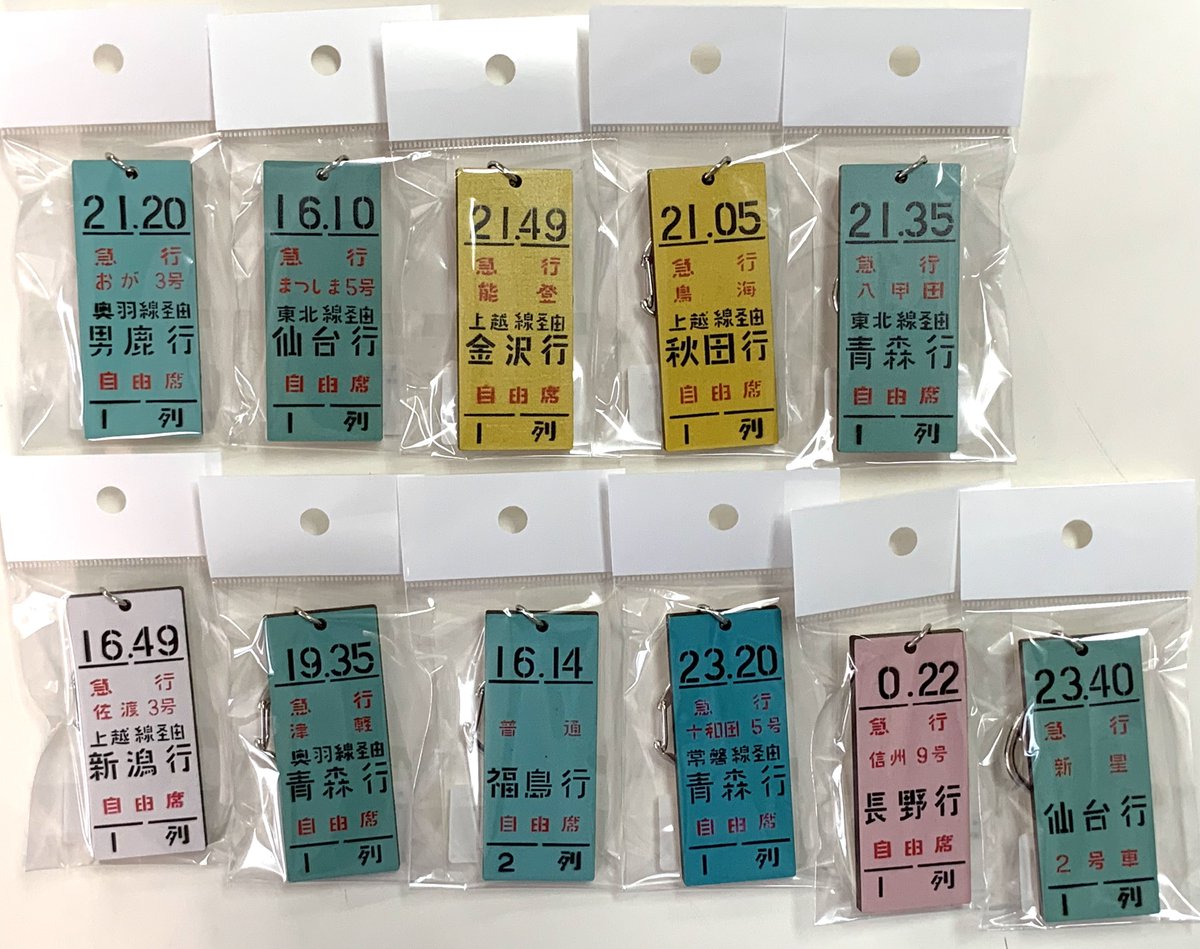 21.20
急行
おが3号
奥羽線経由
男鹿行
自由席
1列
16.10
急行
まつしま5号
東北線経由
仙台行
自由席
1列
21.49
急行
能登
上越線経由
金沢行
自由席
1列
21.05
急行
鳥海
上越線経由
秋田行
自由席
1列
21.35
急行
八甲田
東北線経由
青森行
自由席
1列
16.49
急行
佐渡3号
上越線経由
新潟行
自由席
1列
19.35
急行
津軽
奥羽線経由
青森行
自由席
1列
16.14
普通
福島行
自由席
2列
23.20
急行
十和田5号
常磐線経由
青森行
自由席
1列
0.22
急行
信州9号
長野行
自由席
1列
23.40
急行
新星
仙台行
2号車
1列